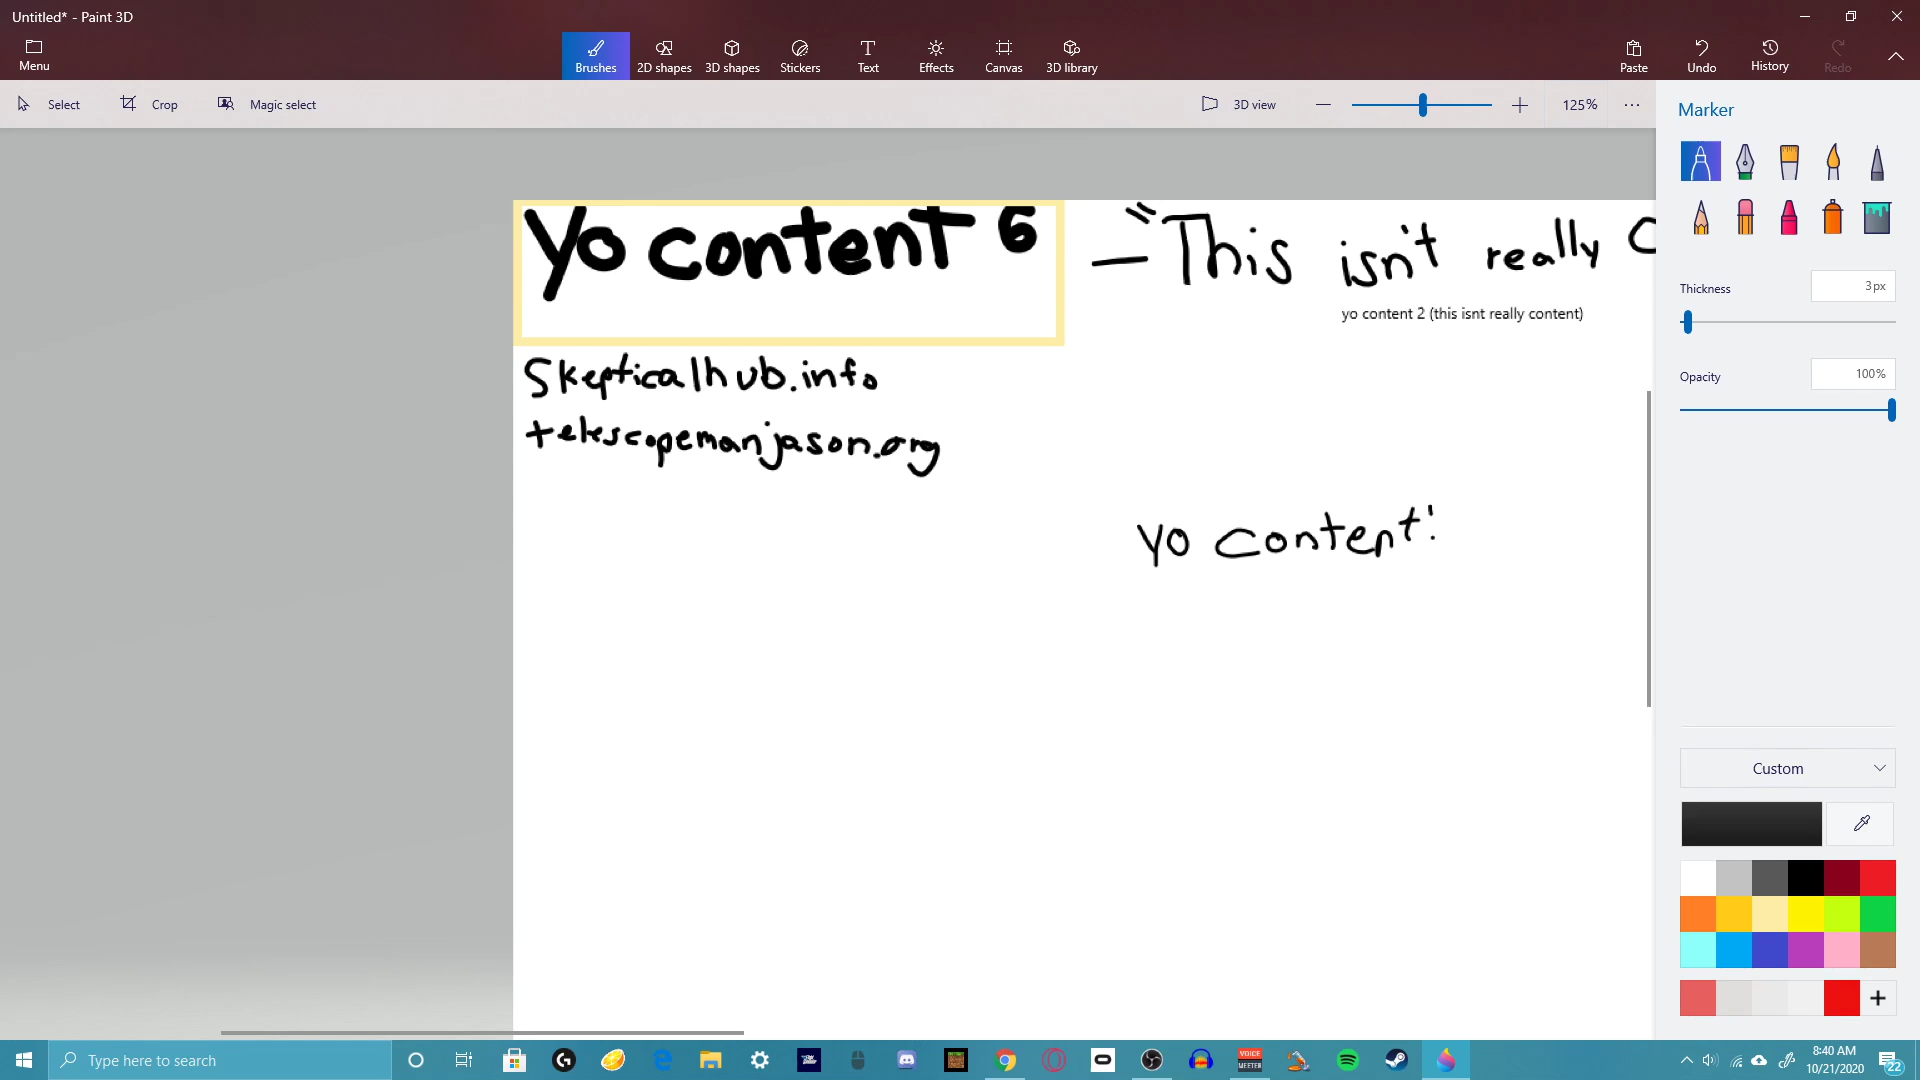 Untitled* - Paint 3D
Menu
Brushes
2D shapes
3D shapes
Stickers
Text
Effects
Canvas
3D library
Paste
Undo
History
Redo
Select
Crop
Magic select
3D view
125%
Marker
Yo content 6
— "This isn't really
yo content 2 (this isnt really content)
Skepticalhub.info
telescopemanjason.org
yo content!
Thickness
3px
Opacity
100%
Custom
Type here to search
VOICE
MEETER
8:40 AM
10/21/2020
22